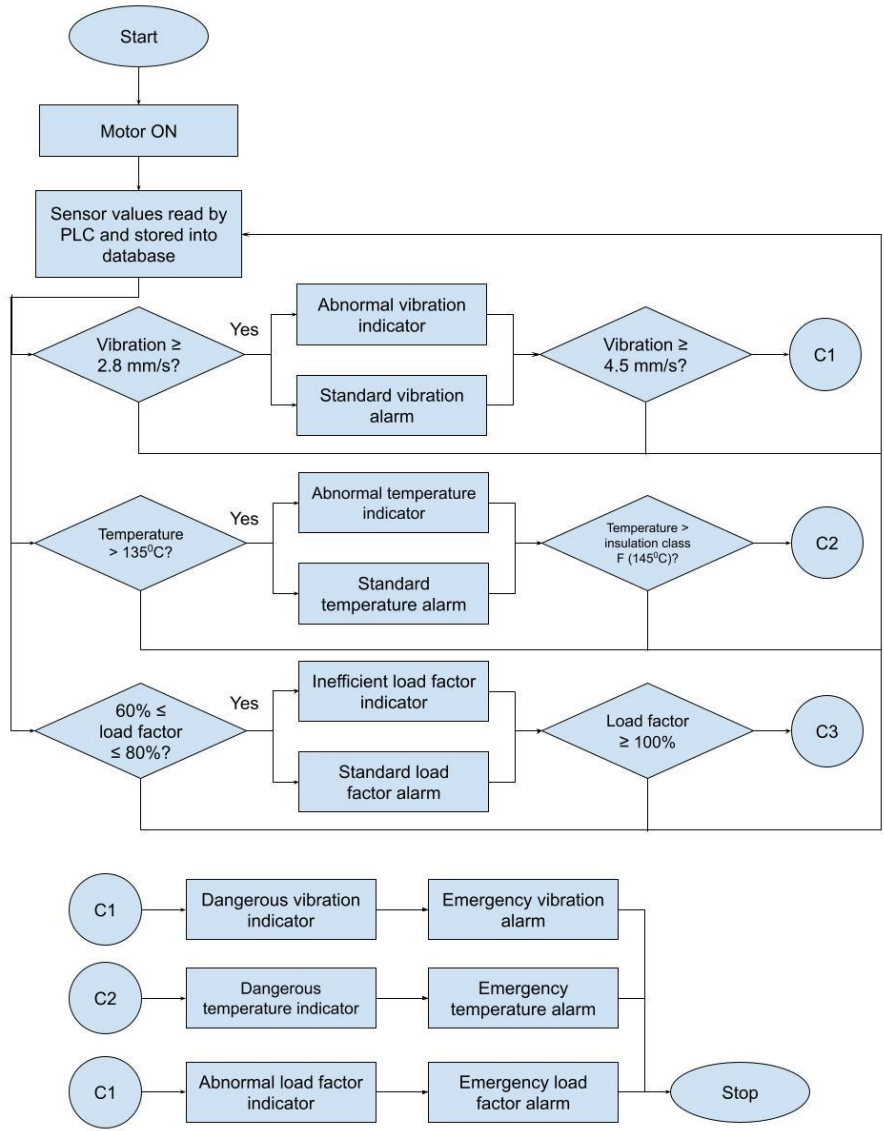 Start
Motor ON
Sensor values read by
PLC and stored into
database
Vibration ≥
2.8 mm/s?
Yes
Abnormal vibration
indicator
Standard vibration
alarm
Vibration ≥
4.5 mm/s?
C1
Temperature
> 135⁰C?
Yes
Abnormal temperature
indicator
Standard
temperature alarm
Temperature >
insulation class
F (145⁰C)?
C2
60% ≤
load factor
≤ 80%?
Yes
Inefficient load factor
indicator
Standard load
factor alarm
Load factor
≥ 100%
C3
C1
Dangerous vibration
indicator
Emergency vibration
alarm
C2
Dangerous
temperature indicator
Emergency
temperature alarm
C1
Abnormal load factor
indicator
Emergency load
factor alarm
Stop